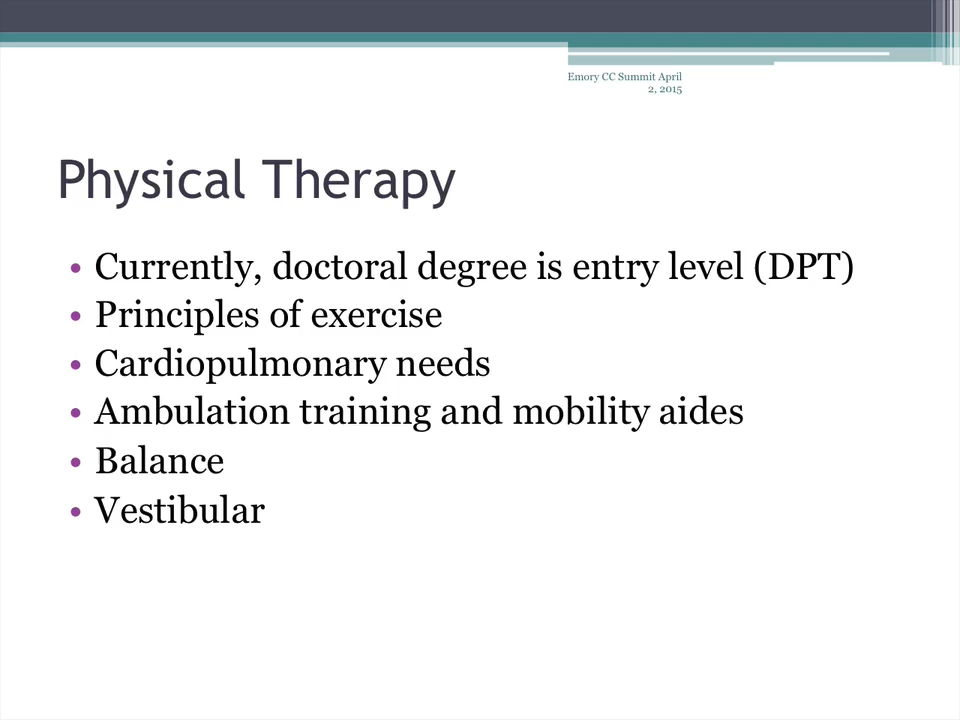 Emory CC Summit April
2, 2015
Physical Therapy
• Currently, doctoral degree is entry level (DPT)
• Principles of exercise
• Cardiopulmonary needs
• Ambulation training and mobility aides
• Balance
• Vestibular